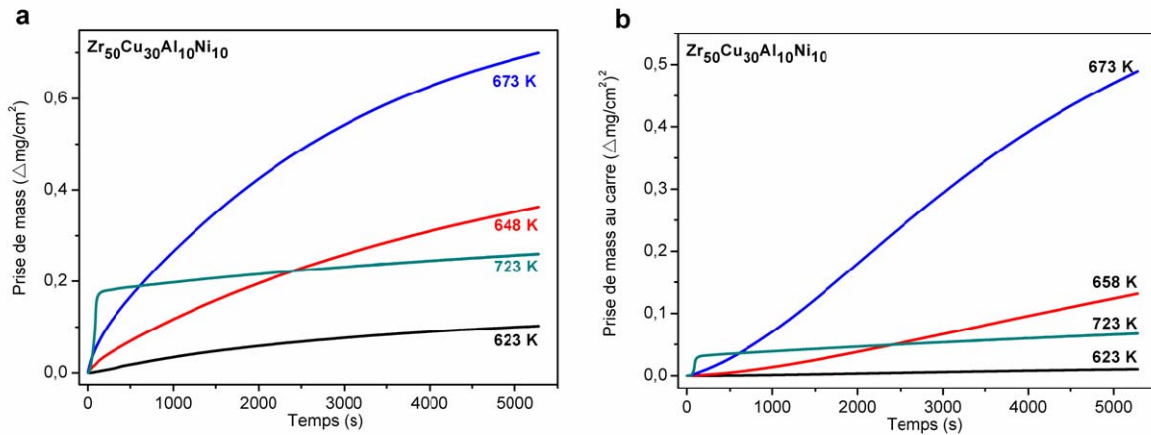 a
Zr50Cu30Al10Ni10
Prise de mass (△mg/cm²)
0,6
0,4
0,2
0,0
673 K
648 K
723 K
623 K
0 1000 2000 3000 4000 5000
Temps (s)
b
Zr50Cu30Al10Ni10
Prise de mass au carre (△mg/cm²)²
0,5
0,4
0,3
0,2
0,1
0,0
673 K
658 K
723 K
623 K
0 1000 2000 3000 4000 5000
Temps (s)